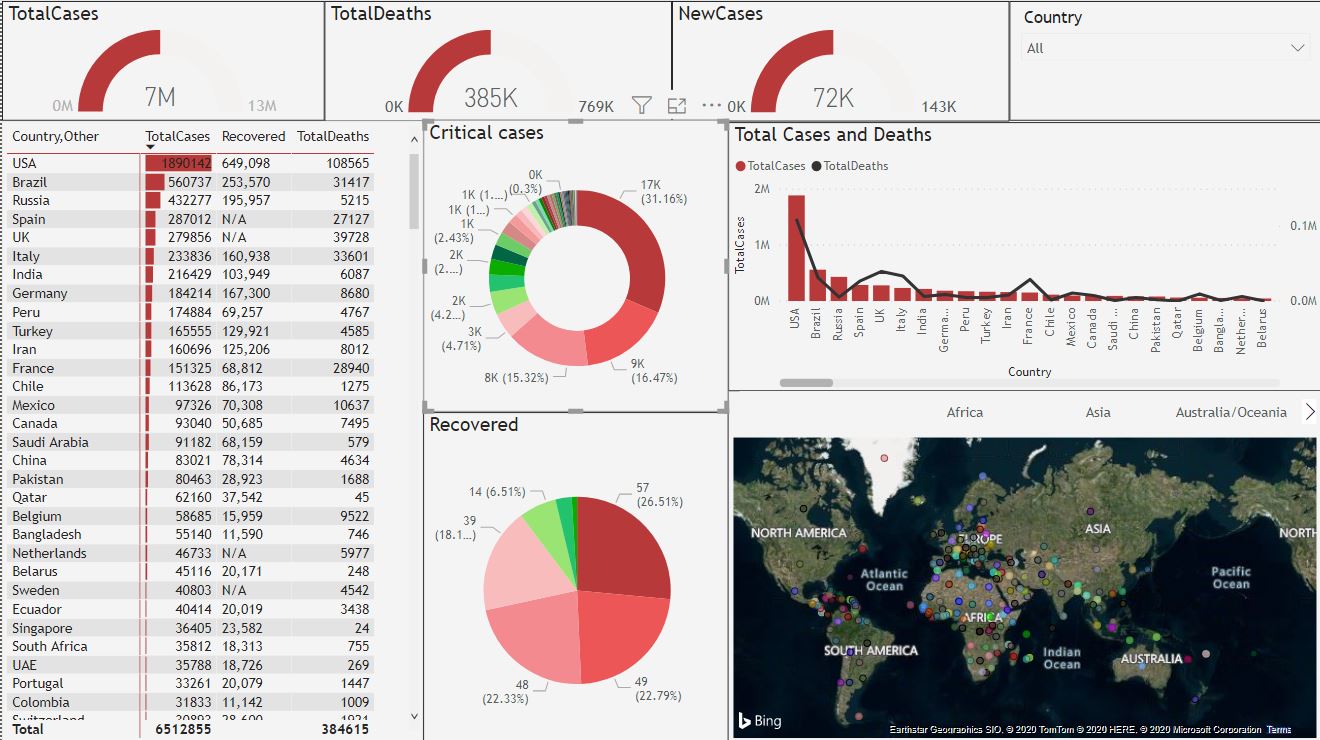 TotalCases
0M
7M
13M
TotalDeaths
0K
385K
769K
NewCases
0K
72K
143K
Country
All
Country,Other TotalCases Recovered TotalDeaths
USA 1890142 649,098 108565
Brazil 560737 253,570 31417
Russia 432277 195,957 5215
Spain 287012 N/A 27127
UK 279856 N/A 39728
Italy 233836 160,938 33601
India 216429 103,949 6087
Germany 184214 167,300 8680
Peru 174884 69,257 4767
Turkey 165555 129,921 4585
Iran 160696 125,206 8012
France 151325 68,812 28940
Chile 113628 86,173 1275
Mexico 97326 70,308 10637
Canada 93040 50,685 7495
Saudi Arabia 91182 68,159 579
China 83021 78,314 4634
Pakistan 80463 28,923 1688
Qatar 62160 37,542 45
Belgium 58685 15,959 9522
Bangladesh 55140 11,590 746
Netherlands 46733 N/A 5977
Belarus 45116 20,171 248
Sweden 40803 N/A 4542
Ecuador 40414 20,019 3438
Singapore 36405 23,582 24
South Africa 35812 18,313 755
UAE 35788 18,726 269
Portugal 33261 20,079 1447
Colombia 31833 11,142 1009
Switzerland 30893 28,600 1921
Total 6512855 384615
Critical cases
0K
(0.3%)
17K
(31.16%)
1K (1....)
1K (1...)
1K
(2.43%)
2K
(2....)
2K
(4.2...)
3K
(4.71%)
8K (15.32%)
9K
(16.47%)
Recovered
14 (6.51%)
57
(26.51%)
39
(18.1...)
48
(22.33%)
49
(22.79%)
Total Cases and Deaths
TotalCases TotalDeaths
2M
1M
0M
TotalCases
0.1M
0.0M
USA
Brazil
Russia
Spain
UK
Italy
India
Germa...
Peru
Turkey
Iran
France
Chile
Mexico
Canada
Saudi ...
China
Pakistan
Qatar
Belgium
Bangla...
Nether...
Belarus
Country
Africa Asia Australia/Oceania
NORTH AMERICA
EUROPE
ASIA
NORTH
Atlantic
Ocean
Pacific
Ocean
AFRICA
SOUTH AMERICA
Indian
Ocean
AUSTRALIA
Bing
Earthstar Geographics SIO, © 2020 TomTom © 2020 HERE, © 2020 Microsoft Corporation Terms